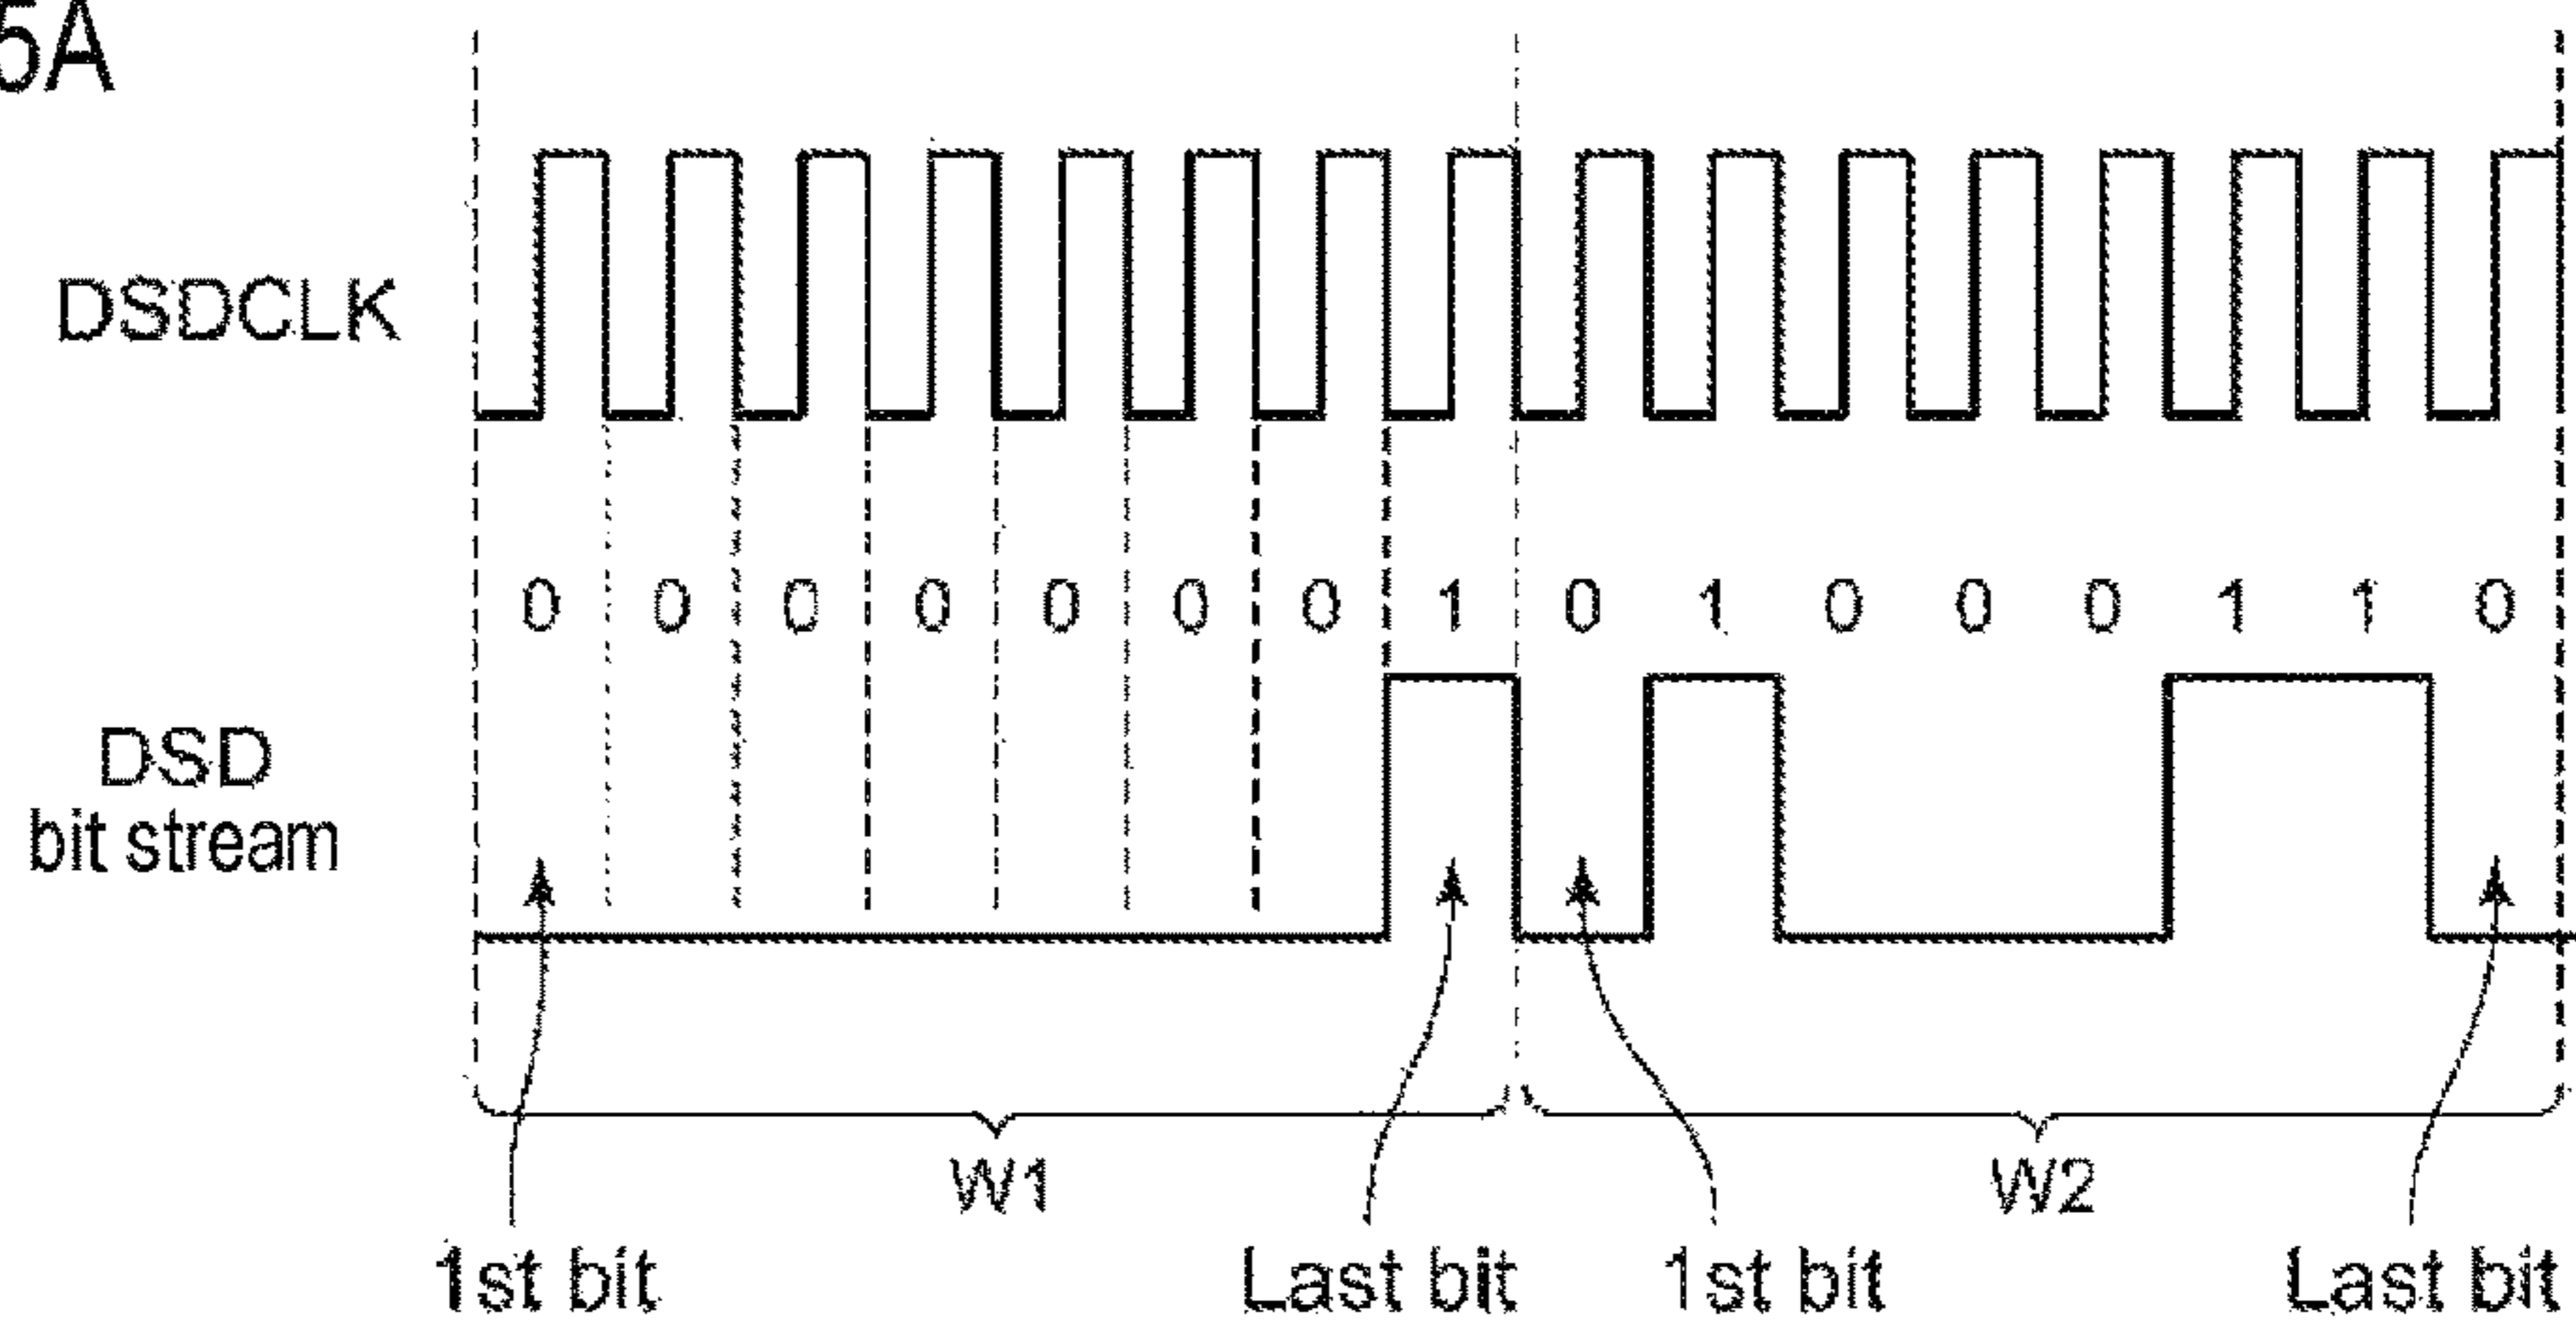 5A
DSDCLK
0 0 0 0 0 0 0 1 0 1 0 0 0 1 1 0
DSD
bit stream
W1 W2
1st bit Last bit 1st bit Last bit